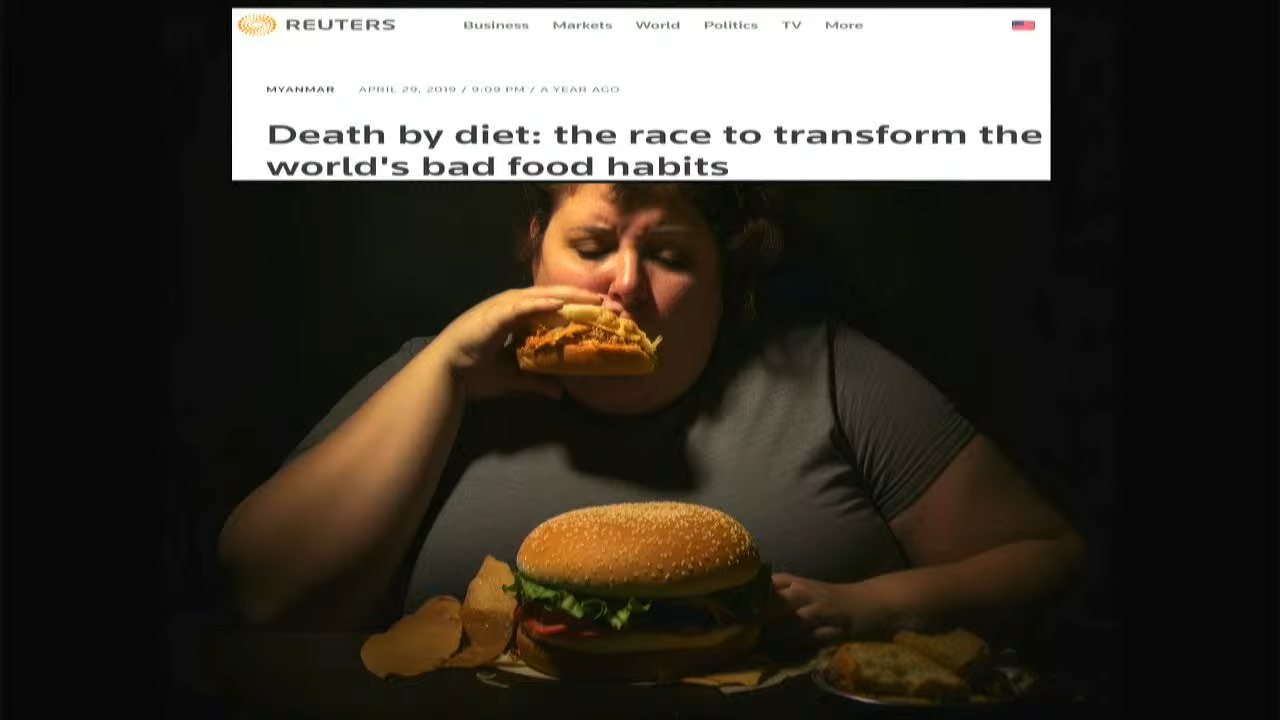 REUTERS Business Markets World Politics TV More
MYANMAR APRIL 29, 2019 / 9:09 PM / A YEAR AGO
Death by diet: the race to transform the
world's bad food habits